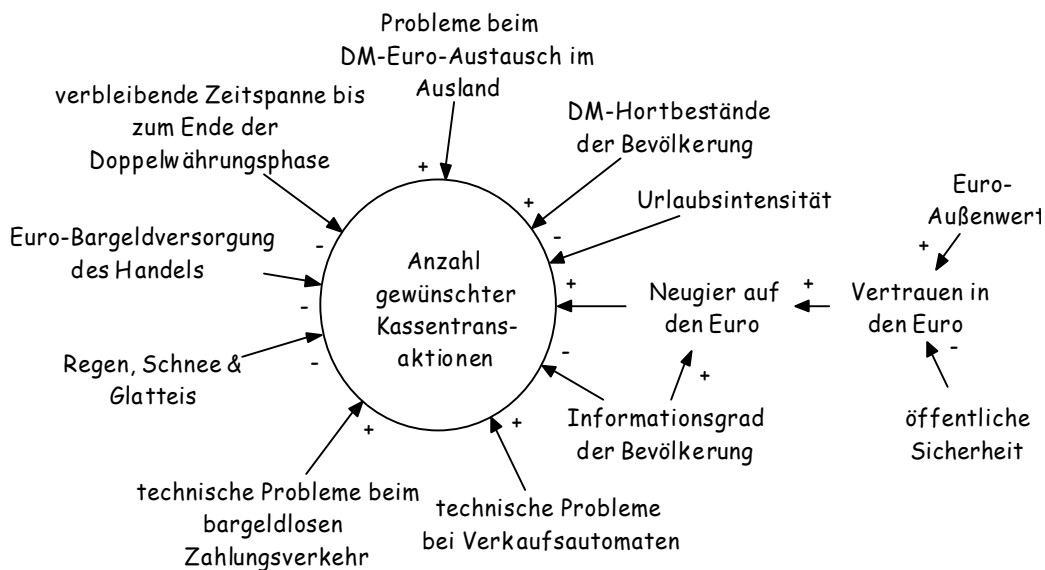 Probleme beim
DM-Euro-Austausch im
Ausland
verbleibende Zeitspanne bis
zum Ende der
Doppelwährungsphase
DM-Hortbestände
der Bevölkerung
+
+
Urlaubsintensität
Euro-
Außenwert
-
-
+
Euro-Bargeldversorgung
des Handels
Anzahl
gewünschter
Kassentrans-
aktionen
+
Neugier auf
den Euro
+
Vertrauen in
den Euro
-
-
Regen, Schnee &
Glatteis
-
+
-
Informationsgrad
der Bevölkerung
öffentliche
Sicherheit
+
+
technische Probleme beim
bargeldlosen
Zahlungsverkehr
technische Probleme
bei Verkaufsautomaten